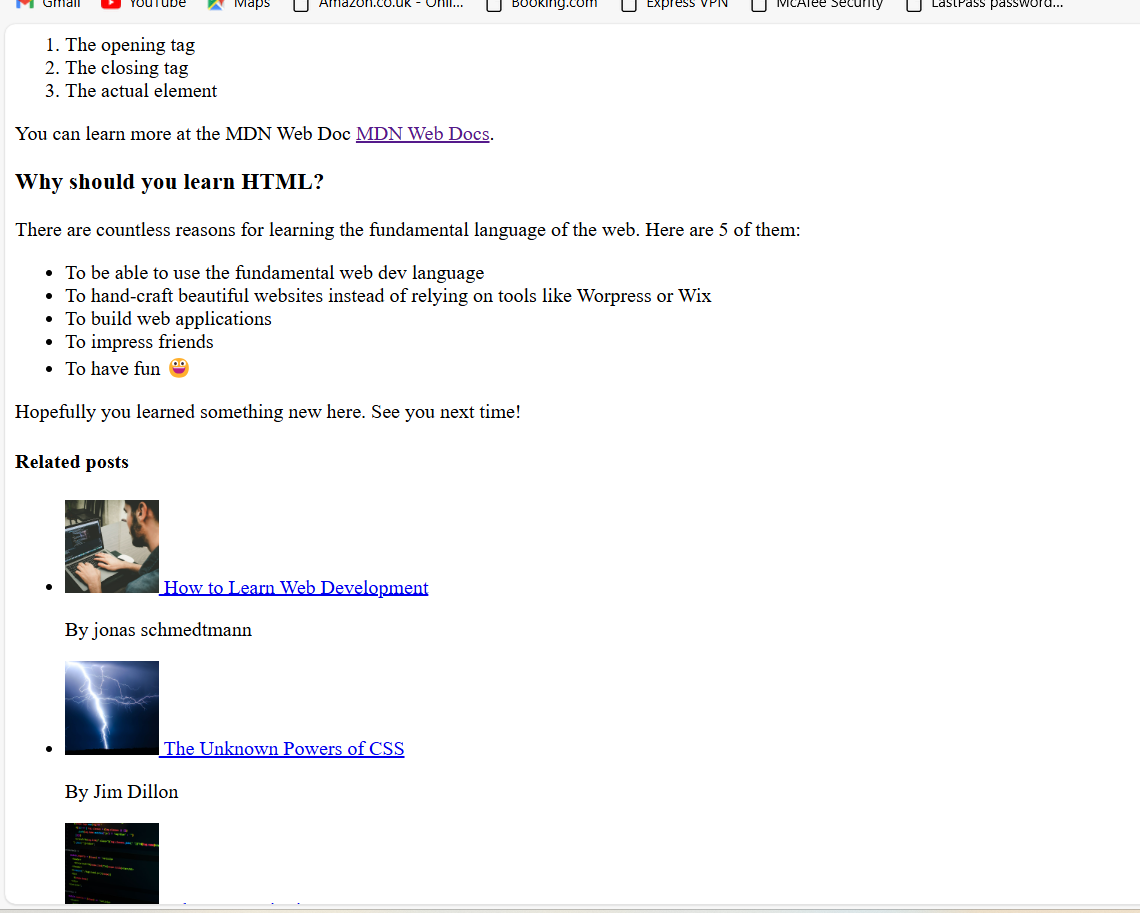 Gmail YouTube Maps Amazon.co.uk - Onli... Booking.com Express VPN McAfee Security LastPass password...
1. The opening tag
2. The closing tag
3. The actual element
You can learn more at the MDN Web Doc MDN Web Docs.
Why should you learn HTML?
There are countless reasons for learning the fundamental language of the web. Here are 5 of them:
• To be able to use the fundamental web dev language
• To hand-craft beautiful websites instead of relying on tools like Worpress or Wix
• To build web applications
• To impress friends
• To have fun 😀
Hopefully you learned something new here. See you next time!
Related posts
• How to Learn Web Development
By jonas schmedtmann
• The Unknown Powers of CSS
By Jim Dillon